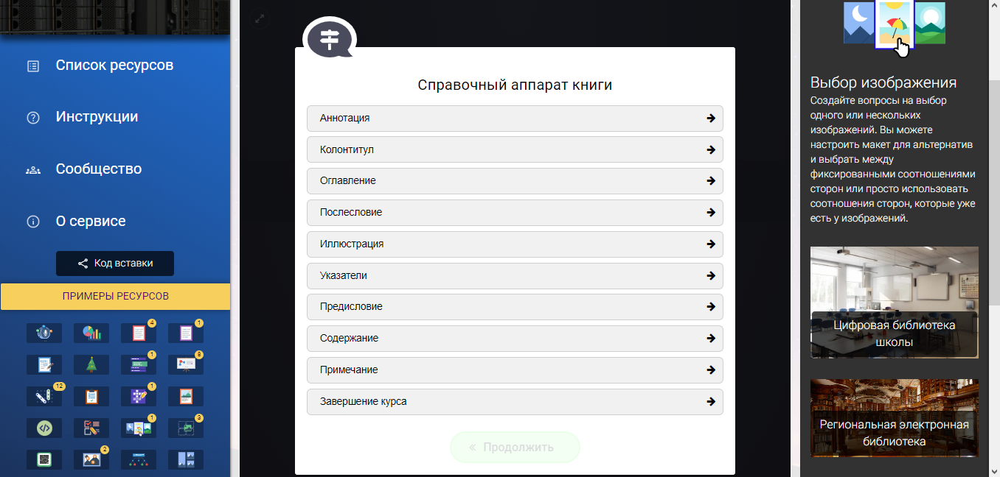 Список ресурсов
Инструкции
Сообщество
О сервисе
Код вставки
ПРИМЕРЫ РЕСУРСОВ
4
1
1
8
12
1
1
3
2
Справочный аппарат книги
Аннотация
Колонтитул
Оглавление
Послесловие
Иллюстрация
Указатели
Предисловие
Содержание
Примечание
Завершение курса
« Продолжить
Выбор изображения
Создайте вопросы на выбор
одного или нескольких
изображений. Вы можете
настроить макет для альтернатив
и выбрать между
фиксированными соотношениями
сторон или просто использовать
соотношения сторон, которые уже
есть у изображений.
Цифровая библиотека
школы
Региональная электронная
библиотека